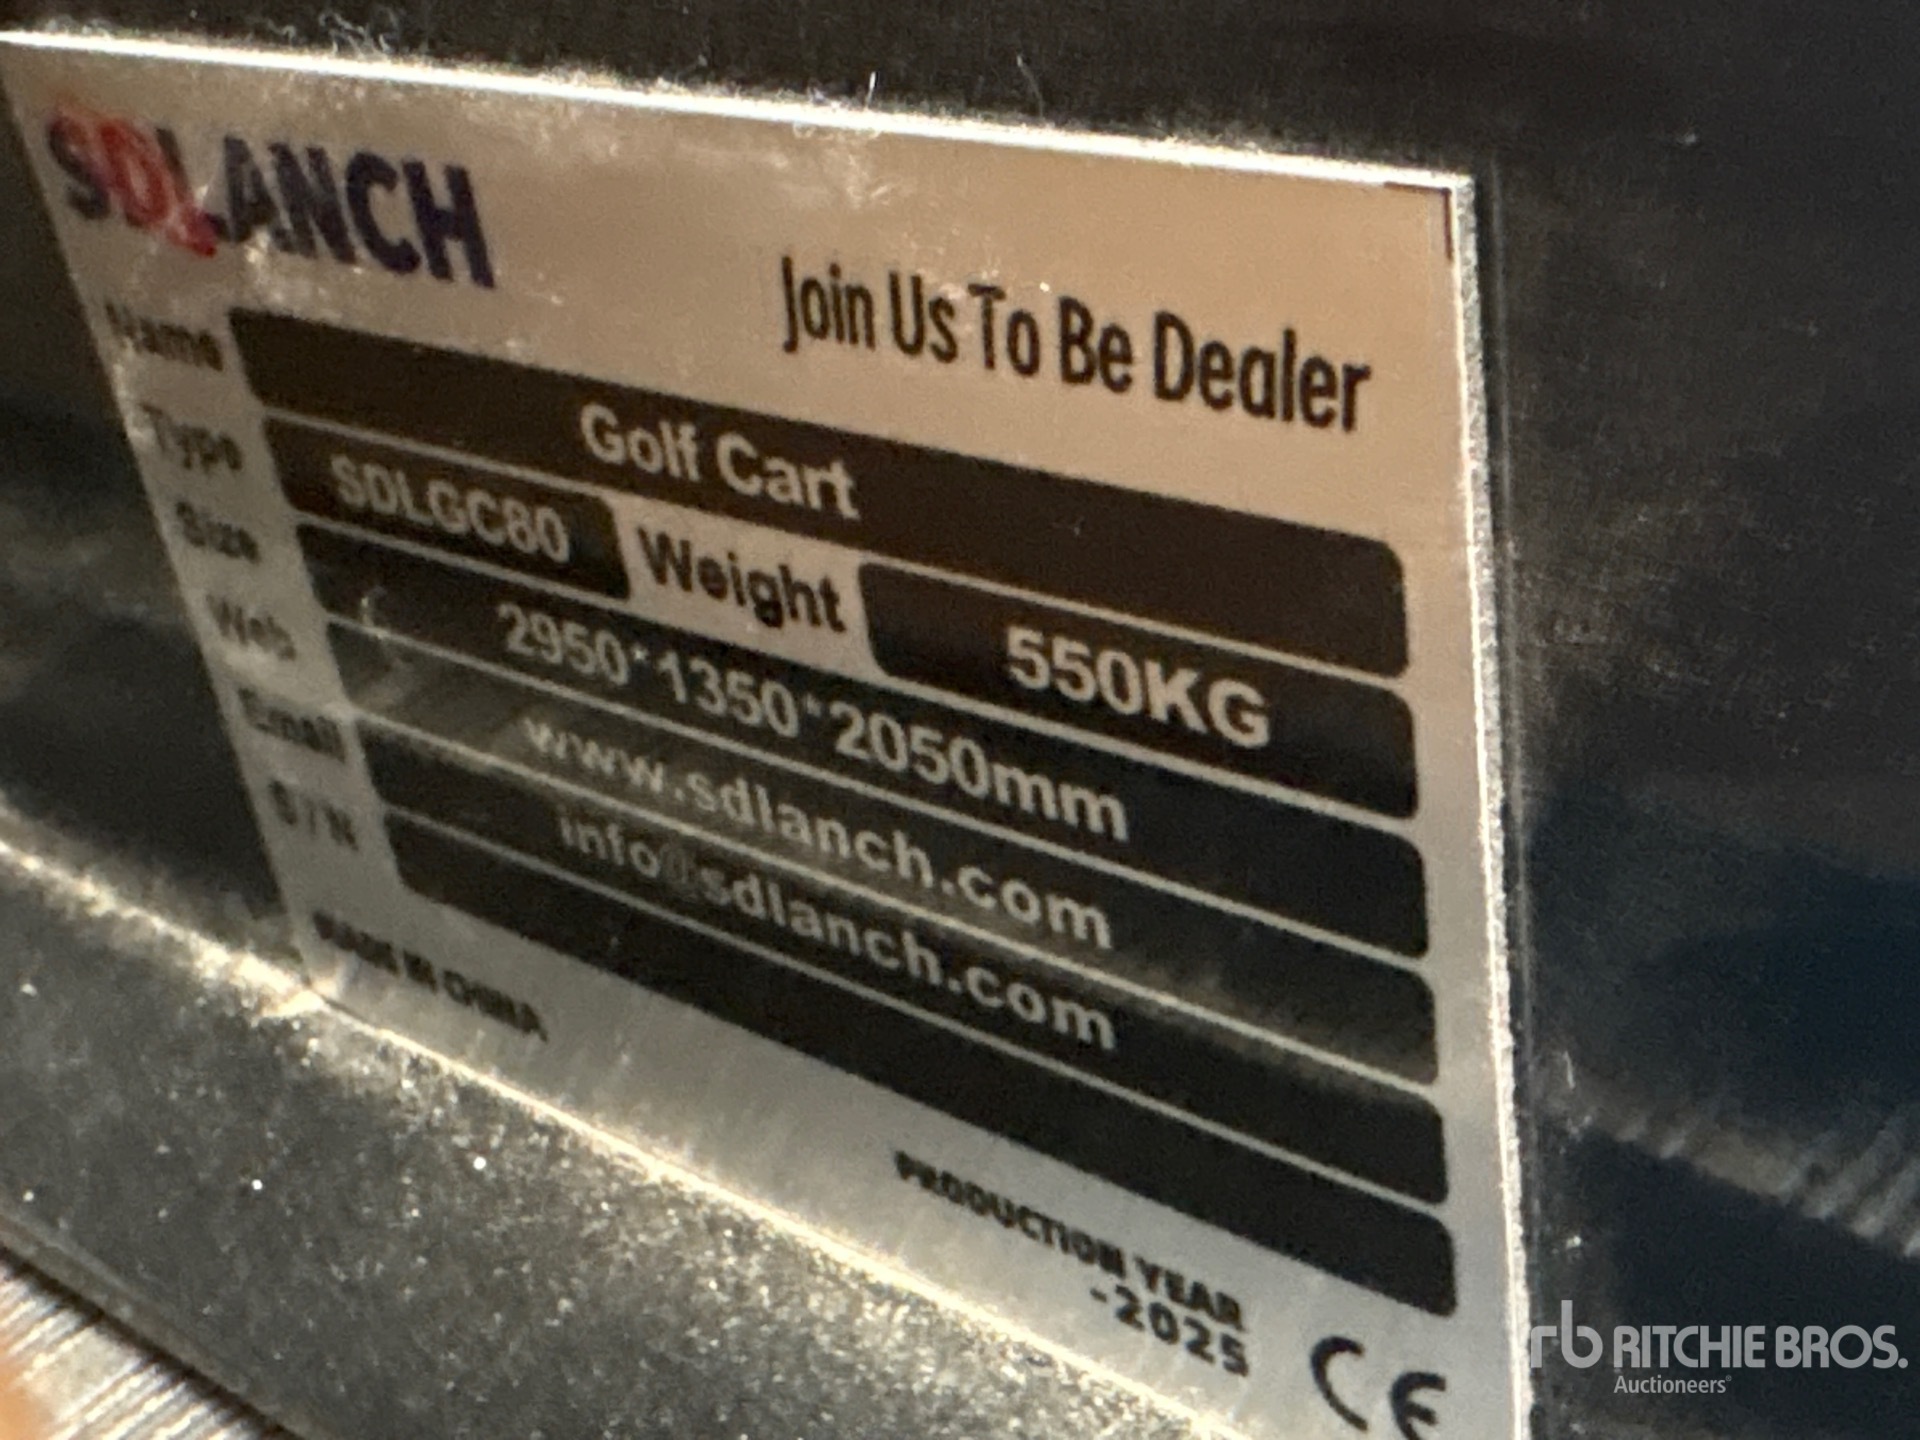 SDLANCH
Join Us To Be Dealer
Name Golf Cart
Type SDLGC80 Weight 550KG
Size 2950*1350*2050mm
Web www.sdlanch.com
Email info@sdlanch.com
S/N
MADE IN CHINA
PRODUCTION YEAR
-2025
CE
rb RITCHIE BROS.
Auctioneers